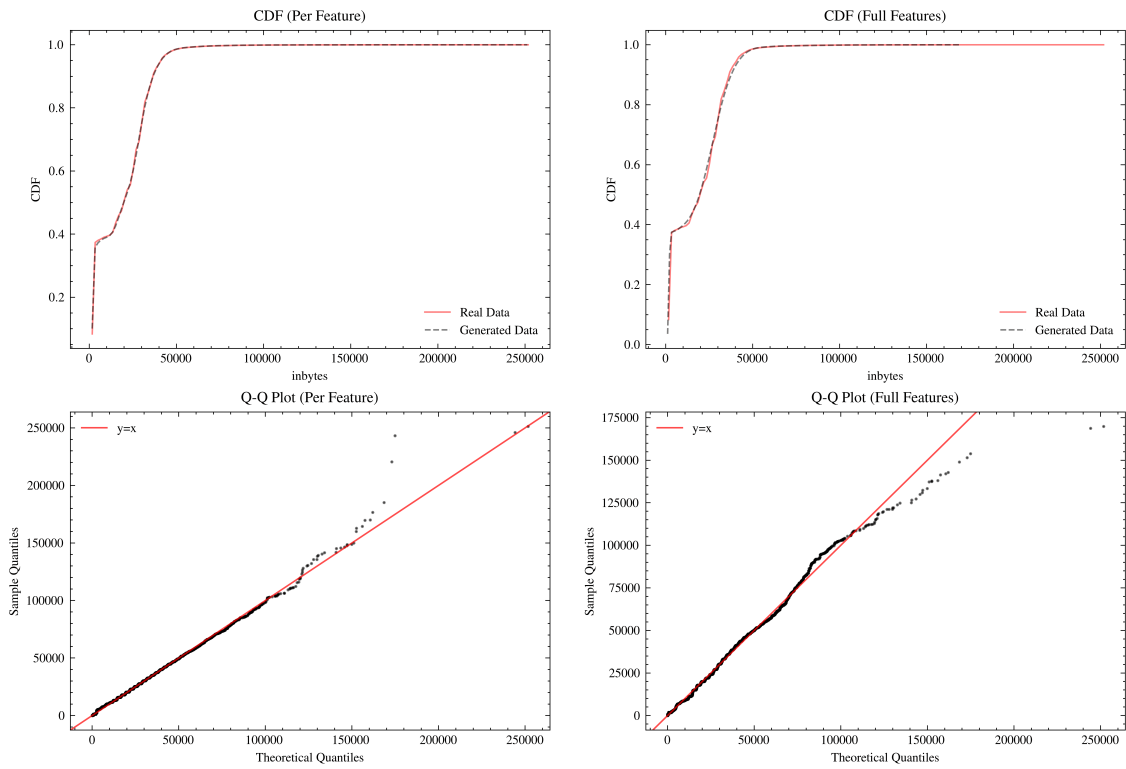 CDF (Per Feature)
CDF
1.0
0.8
0.6
0.4
0.2
0 50000 100000 150000 200000 250000
inbytes
Real Data
Generated Data
CDF (Full Features)
CDF
1.0
0.8
0.6
0.4
0.2
0.0
0 50000 100000 150000 200000 250000
inbytes
Real Data
Generated Data
Q-Q Plot (Per Feature)
y=x
Sample Quantiles
250000
200000
150000
100000
50000
0
0 50000 100000 150000 200000 250000
Theoretical Quantiles
Q-Q Plot (Full Features)
y=x
Sample Quantiles
175000
150000
125000
100000
75000
50000
25000
0
0 50000 100000 150000 200000 250000
Theoretical Quantiles